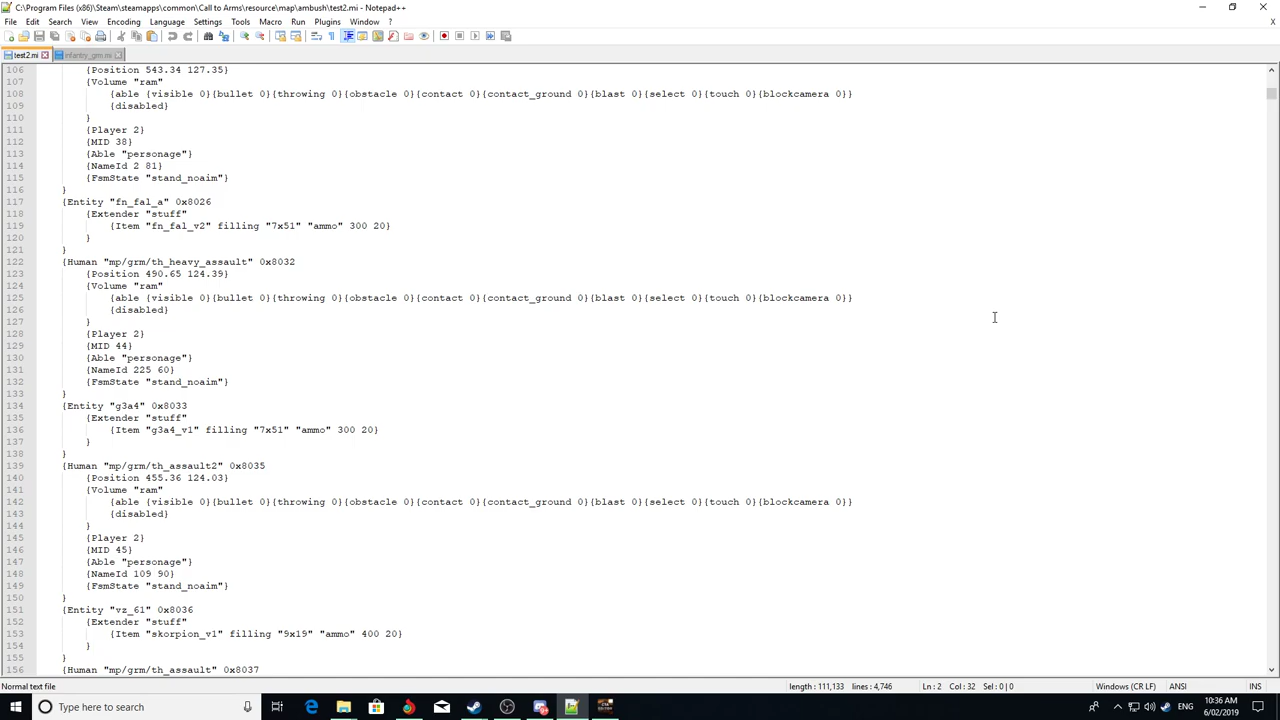 C:\Program Files (x86)\Steam\steamapps\common\Call to Arms\resource\map\ambush\test2.mi - Notepad++
File Edit Search View Encoding Language Settings Tools Macro Run Plugins Window ?
test2.mi infantry_grm.mi
106 {Position 543.34 127.35}
107 {Volume "ram"
108 {able {visible 0}{bullet 0}{throwing 0}{obstacle 0}{contact 0}{contact_ground 0}{blast 0}{select 0}{touch 0}{blockcamera 0}}
109 {disabled}
110 }
111 {Player 2}
112 {MID 38}
113 {Able "personage"}
114 {NameId 2 81}
115 {FsmState "stand_noaim"}
116 }
117 {Entity "fn_fal_a" 0x8026
118 {Extender "stuff"
119 {Item "fn_fal_v2" filling "7x51" "ammo" 300 20}
120 }
121 }
122 {Human "mp/grm/th_heavy_assault" 0x8032
123 {Position 490.65 124.39}
124 {Volume "ram"
125 {able {visible 0}{bullet 0}{throwing 0}{obstacle 0}{contact 0}{contact_ground 0}{blast 0}{select 0}{touch 0}{blockcamera 0}}
126 {disabled}
127 }
128 {Player 2}
129 {MID 44}
130 {Able "personage"}
131 {NameId 225 60}
132 {FsmState "stand_noaim"}
133 }
134 {Entity "g3a4" 0x8033
135 {Extender "stuff"
136 {Item "g3a4_v1" filling "7x51" "ammo" 300 20}
137 }
138 }
139 {Human "mp/grm/th_assault2" 0x8035
140 {Position 455.36 124.03}
141 {Volume "ram"
142 {able {visible 0}{bullet 0}{throwing 0}{obstacle 0}{contact 0}{contact_ground 0}{blast 0}{select 0}{touch 0}{blockcamera 0}}
143 {disabled}
144 }
145 {Player 2}
146 {MID 45}
147 {Able "personage"}
148 {NameId 109 90}
149 {FsmState "stand_noaim"}
150 }
151 {Entity "vz_61" 0x8036
152 {Extender "stuff"
153 {Item "skorpion_v1" filling "9x19" "ammo" 400 20}
154 }
155 }
156 {Human "mp/grm/th_assault" 0x8037
Normal text file length : 111,133 lines : 4,746 Ln : 2 Col : 32 Sel : 0 | 0 Windows (CR LF) ANSI INS
Type here to search ENG 10:36 AM
6/02/2019